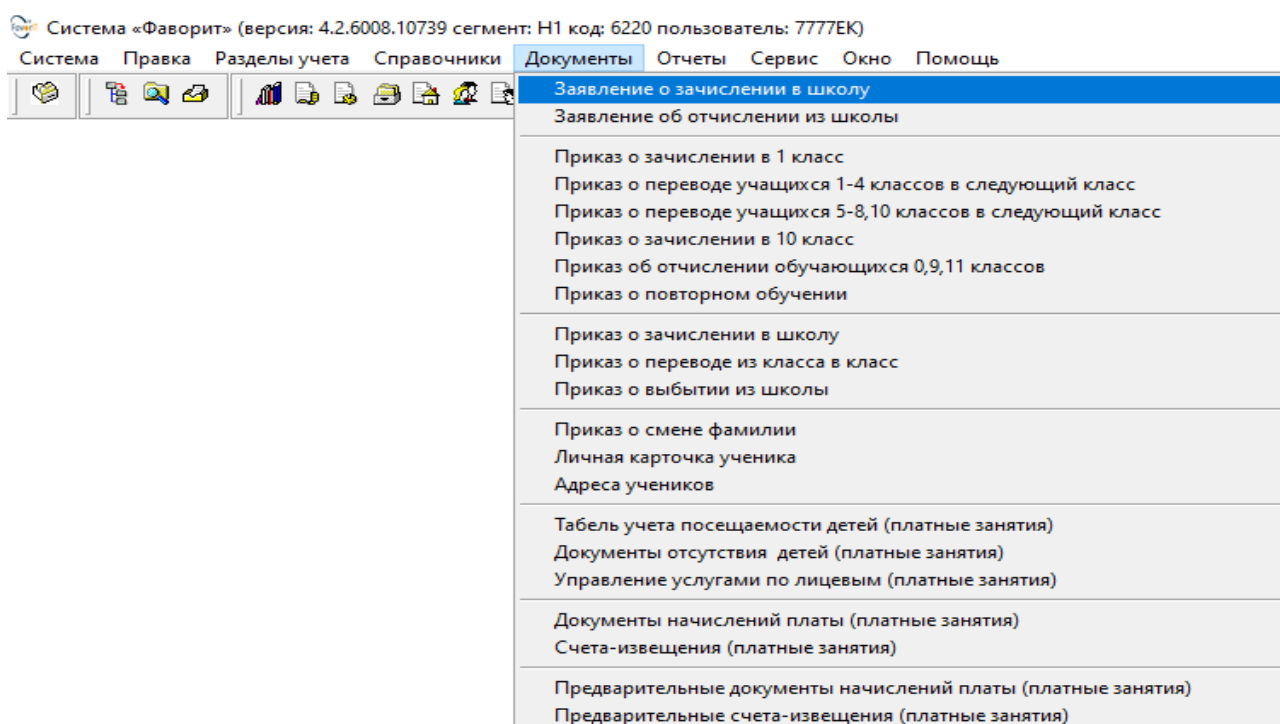 Система «Фаворит» (версия: 4.2.6008.10739 сегмент: Н1 код: 6220 пользователь: 7777ЕК)
Система Правка Разделы учета Справочники Документы Отчеты Сервис Окно Помощь
Заявление о зачислении в школу
Заявление об отчислении из школы
Приказ о зачислении в 1 класс
Приказ о переводе учащихся 1-4 классов в следующий класс
Приказ о переводе учащихся 5-8,10 классов в следующий класс
Приказ о зачислении в 10 класс
Приказ об отчислении обучающихся 0,9,11 классов
Приказ о повторном обучении
Приказ о зачислении в школу
Приказ о переводе из класса в класс
Приказ о выбытии из школы
Приказ о смене фамилии
Личная карточка ученика
Адреса учеников
Табель учета посещаемости детей (платные занятия)
Документы отсутствия детей (платные занятия)
Управление услугами по лицевым (платные занятия)
Документы начислений платы (платные занятия)
Счета-извещения (платные занятия)
Предварительные документы начислений платы (платные занятия)
Предварительные счета-извещения (платные занятия)